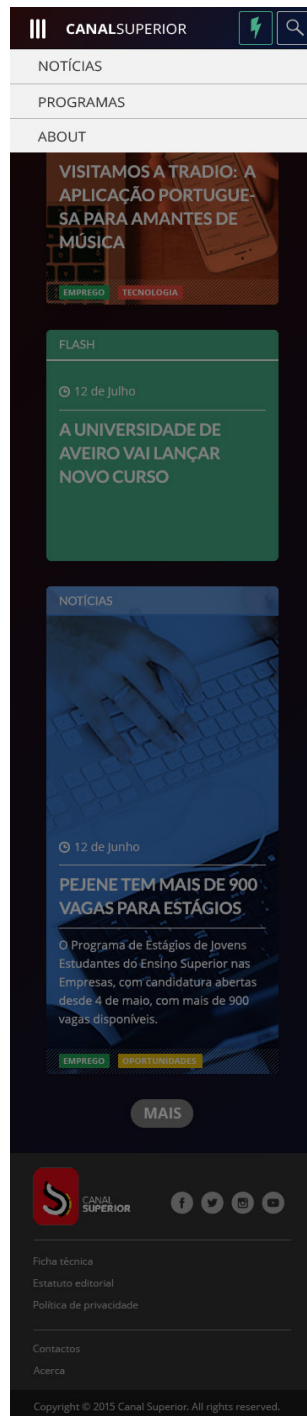 CANALSUPERIOR
NOTÍCIAS
PROGRAMAS
ABOUT
VISITAMOS A TRADIO: A
APLICAÇÃO PORTUGUE-
SA PARA AMANTES DE
MÚSICA
EMPREGO TECNOLOGIA
FLASH
12 de Julho
A UNIVERSIDADE DE
AVEIRO VAI LANÇAR
NOVO CURSO
NOTÍCIAS
12 de Junho
PEJENE TEM MAIS DE 900
VAGAS PARA ESTÁGIOS
O Programa de Estágios de Jovens
Estudantes do Ensino Superior nas
Empresas, com candidatura abertas
desde 4 de maio, com mais de 900
vagas disponíveis.
EMPREGO OPORTUNIDADES
MAIS
CANAL
SUPERIOR
Ficha técnica
Estatuto editorial
Política de privacidade
Contactos
Acerca
Copyright © 2015 Canal Superior. All rights reserved.